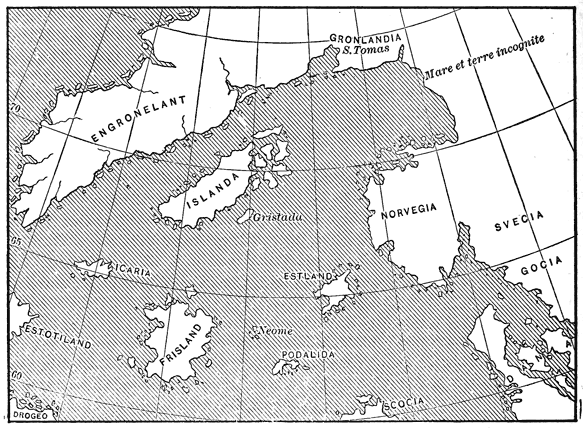 GRONLANDIA
S. Tomas
Mare et terre incognite
70
ENGRONELANT
ISLANDA
Gristada
NORVEGIA
SVECIA
65
ICARIA
GOCIA
ESTLAND
ESTOTILAND
FRISLAND
Neome
PODALIDA
60
DROGEO
SCOCIA